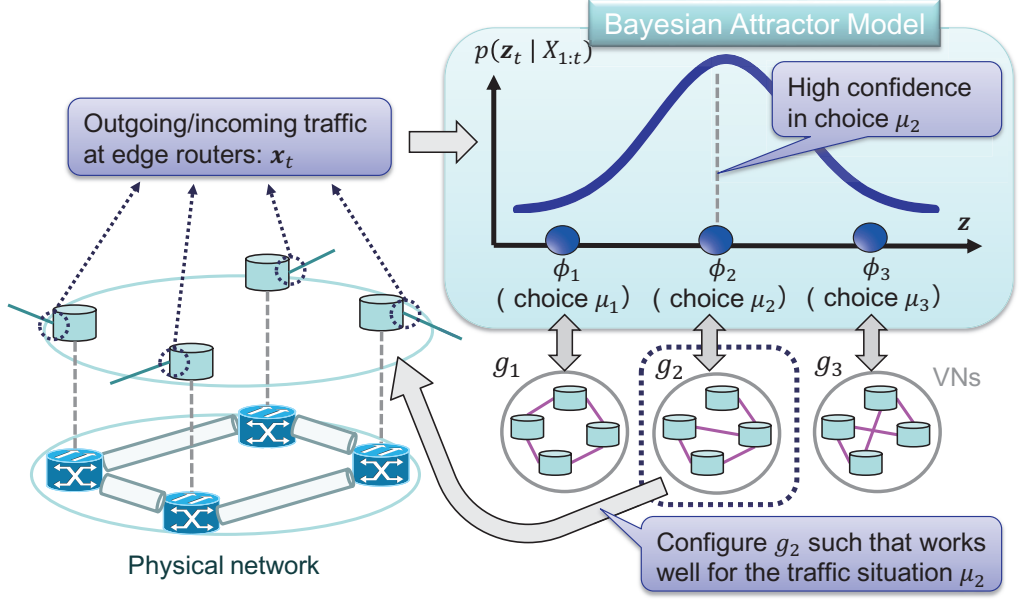 Bayesian Attractor Model
p(z_t | X_{1:t})
High confidence
in choice μ₂
Outgoing/incoming traffic
at edge routers: x_t
z
ϕ₁
ϕ₂
ϕ₃
( choice μ₁)
( choice μ₂)
( choice μ₃)
g₁
g₂
g₃
VNs
Configure g₂ such that works
well for the traffic situation μ₂
Physical network